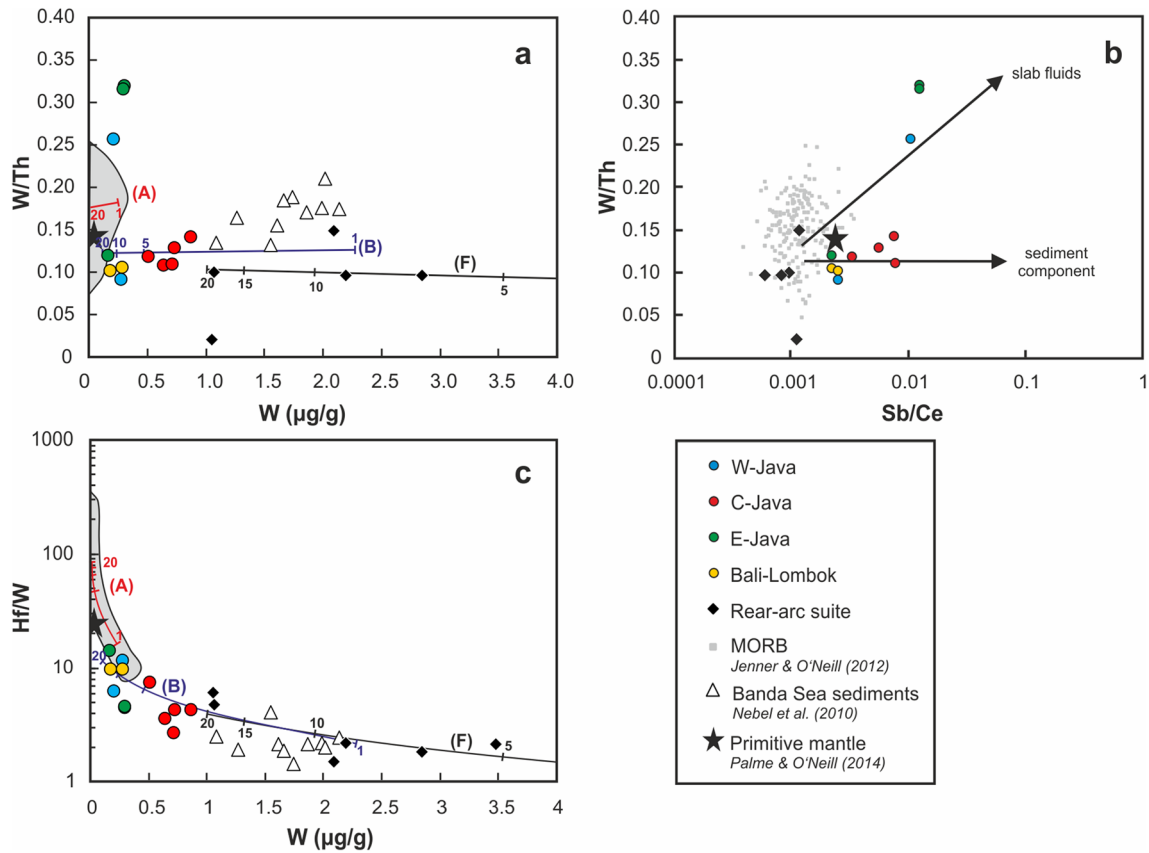 a
W/Th
0.40
0.35
0.30
0.25
0.20
0.15
0.10
0.05
0
(A)
20
1
20
10
5
1
(B)
(F)
20
15
10
5
0
0.5
1.0
1.5
2.0
2.5
3.0
4.0
W (µg/g)
b
W/Th
0.40
0.35
0.30
0.25
0.20
0.15
0.10
0.05
0
slab fluids
sediment
component
0.0001
0.001
0.01
0.1
1
Sb/Ce
c
Hf/W
1000
100
10
1
20
(A)
1
20
(B)
20
15
10
1
(F)
5
0
0.5
1
1.5
2
2.5
3
3.5
4
W (µg/g)
W-Java
C-Java
E-Java
Bali-Lombok
Rear-arc suite
MORB
Jenner & O‘Neill (2012)
Banda Sea sediments
Nebel et al. (2010)
Primitive mantle
Palme & O‘Neill (2014)